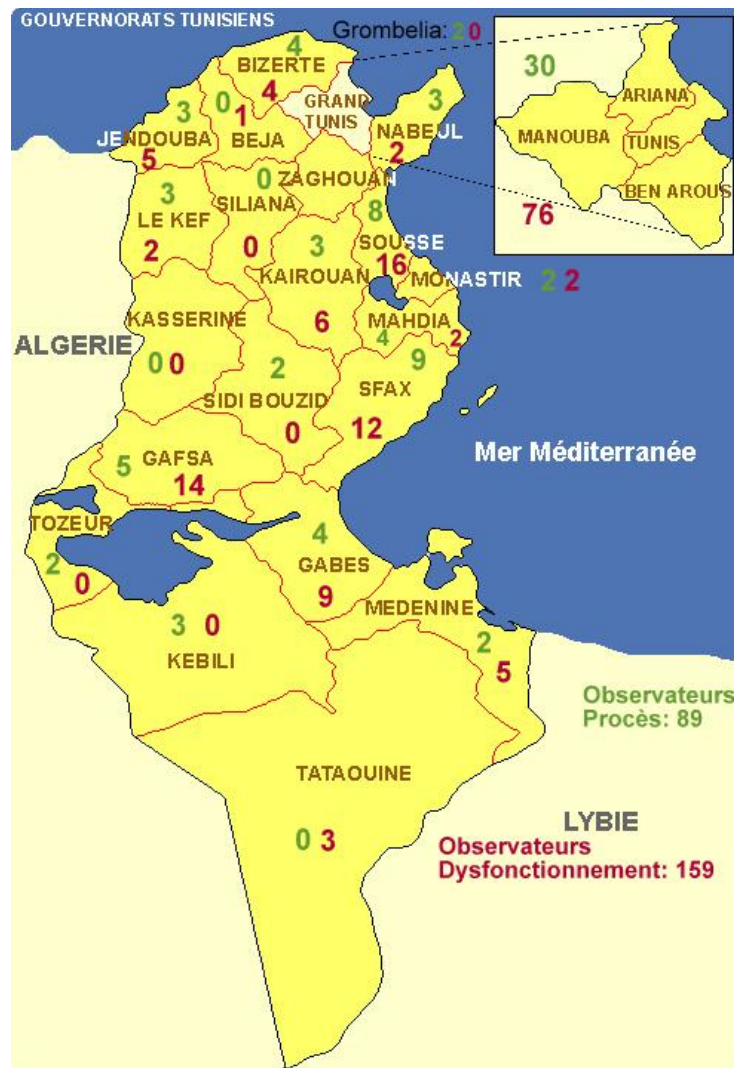 GOUVERNORATS TUNISIENS
Grombelia: 2 0
4
BIZERTE
4
GRAND
TUNIS
3
NABEUL
2
30
ARIANA
MANOUBA
TUNIS
BEN AROUS
76
3
JENDOUBA
5
0
1
BEJA
ZAGHOUAN
3
LE KEF
2
0
SILIANA
0
8
SOUSSE
16
3
KAIROUAN
6
MONASTIR 2 2
MAHDIA
4 2
KASSERINE
0 0
ALGERIE
2
SIDI BOUZID
0
9
SFAX
12
Mer Méditerranée
5
GAFSA
14
TOZEUR
2 0
4
GABES
9
MEDENINE
2
5
3 0
KEBILI
Observateurs
Procès: 89
TATAOUINE
0 3
LYBIE
Observateurs
Dysfonctionnement: 159